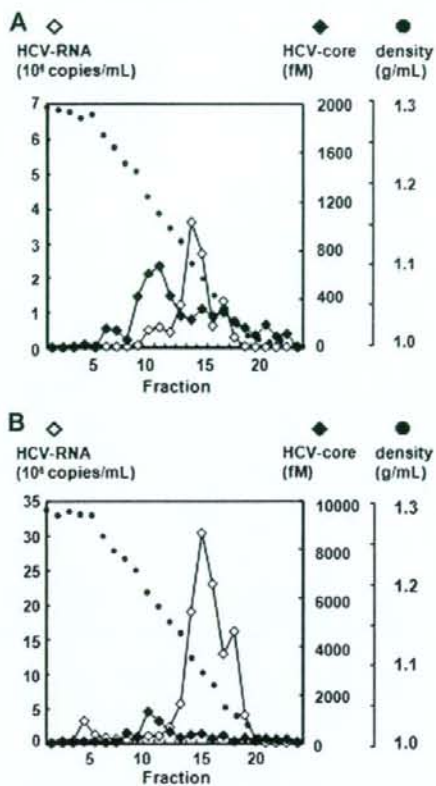 A
HCV-RNA
(10⁶ copies/mL)
HCV-core
(fM)
density
(g/mL)
7
6
5
4
3
2
1
0
2000
1200
800
400
0
1.3
1.2
1.1
1.0
5
10
15
20
Fraction
B
HCV-RNA
(10⁶ copies/mL)
HCV-core
(fM)
density
(g/mL)
35
30
25
20
15
10
5
0
10000
8000
6000
4000
2000
0
1.3
1.2
1.1
1.0
5
10
15
20
Fraction